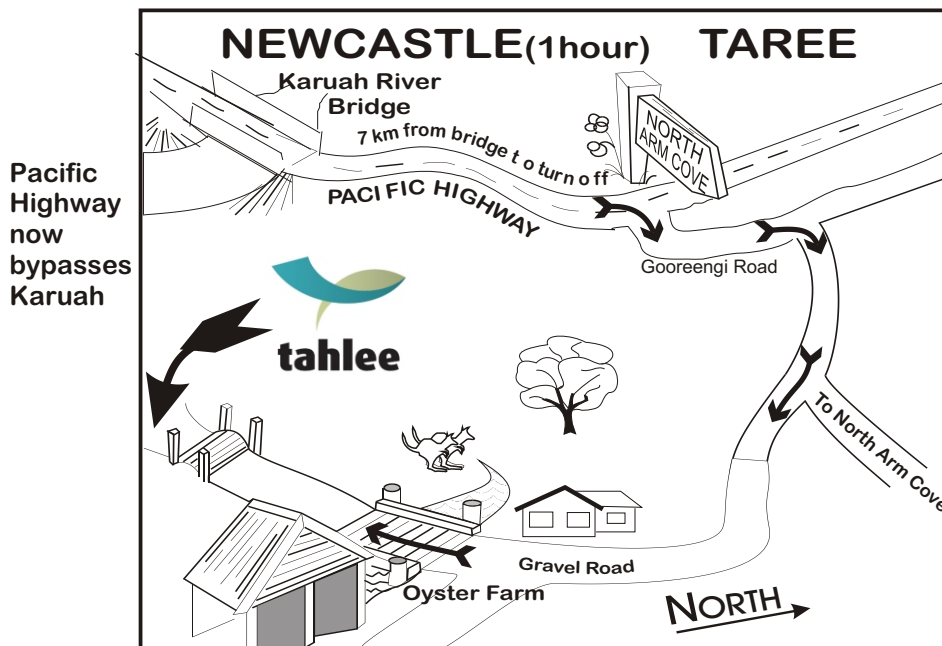 NEWCASTLE(1hour) TAREE
Karuah River
Bridge
7 km from bridge to turn off
PACIFIC HIGHWAY
NORTH
ARM COVE
Pacific
Highway
now
bypasses
Karuah
Gooreengi Road
tahlee
To North Arm Cove
Gravel Road
Oyster Farm
NORTH